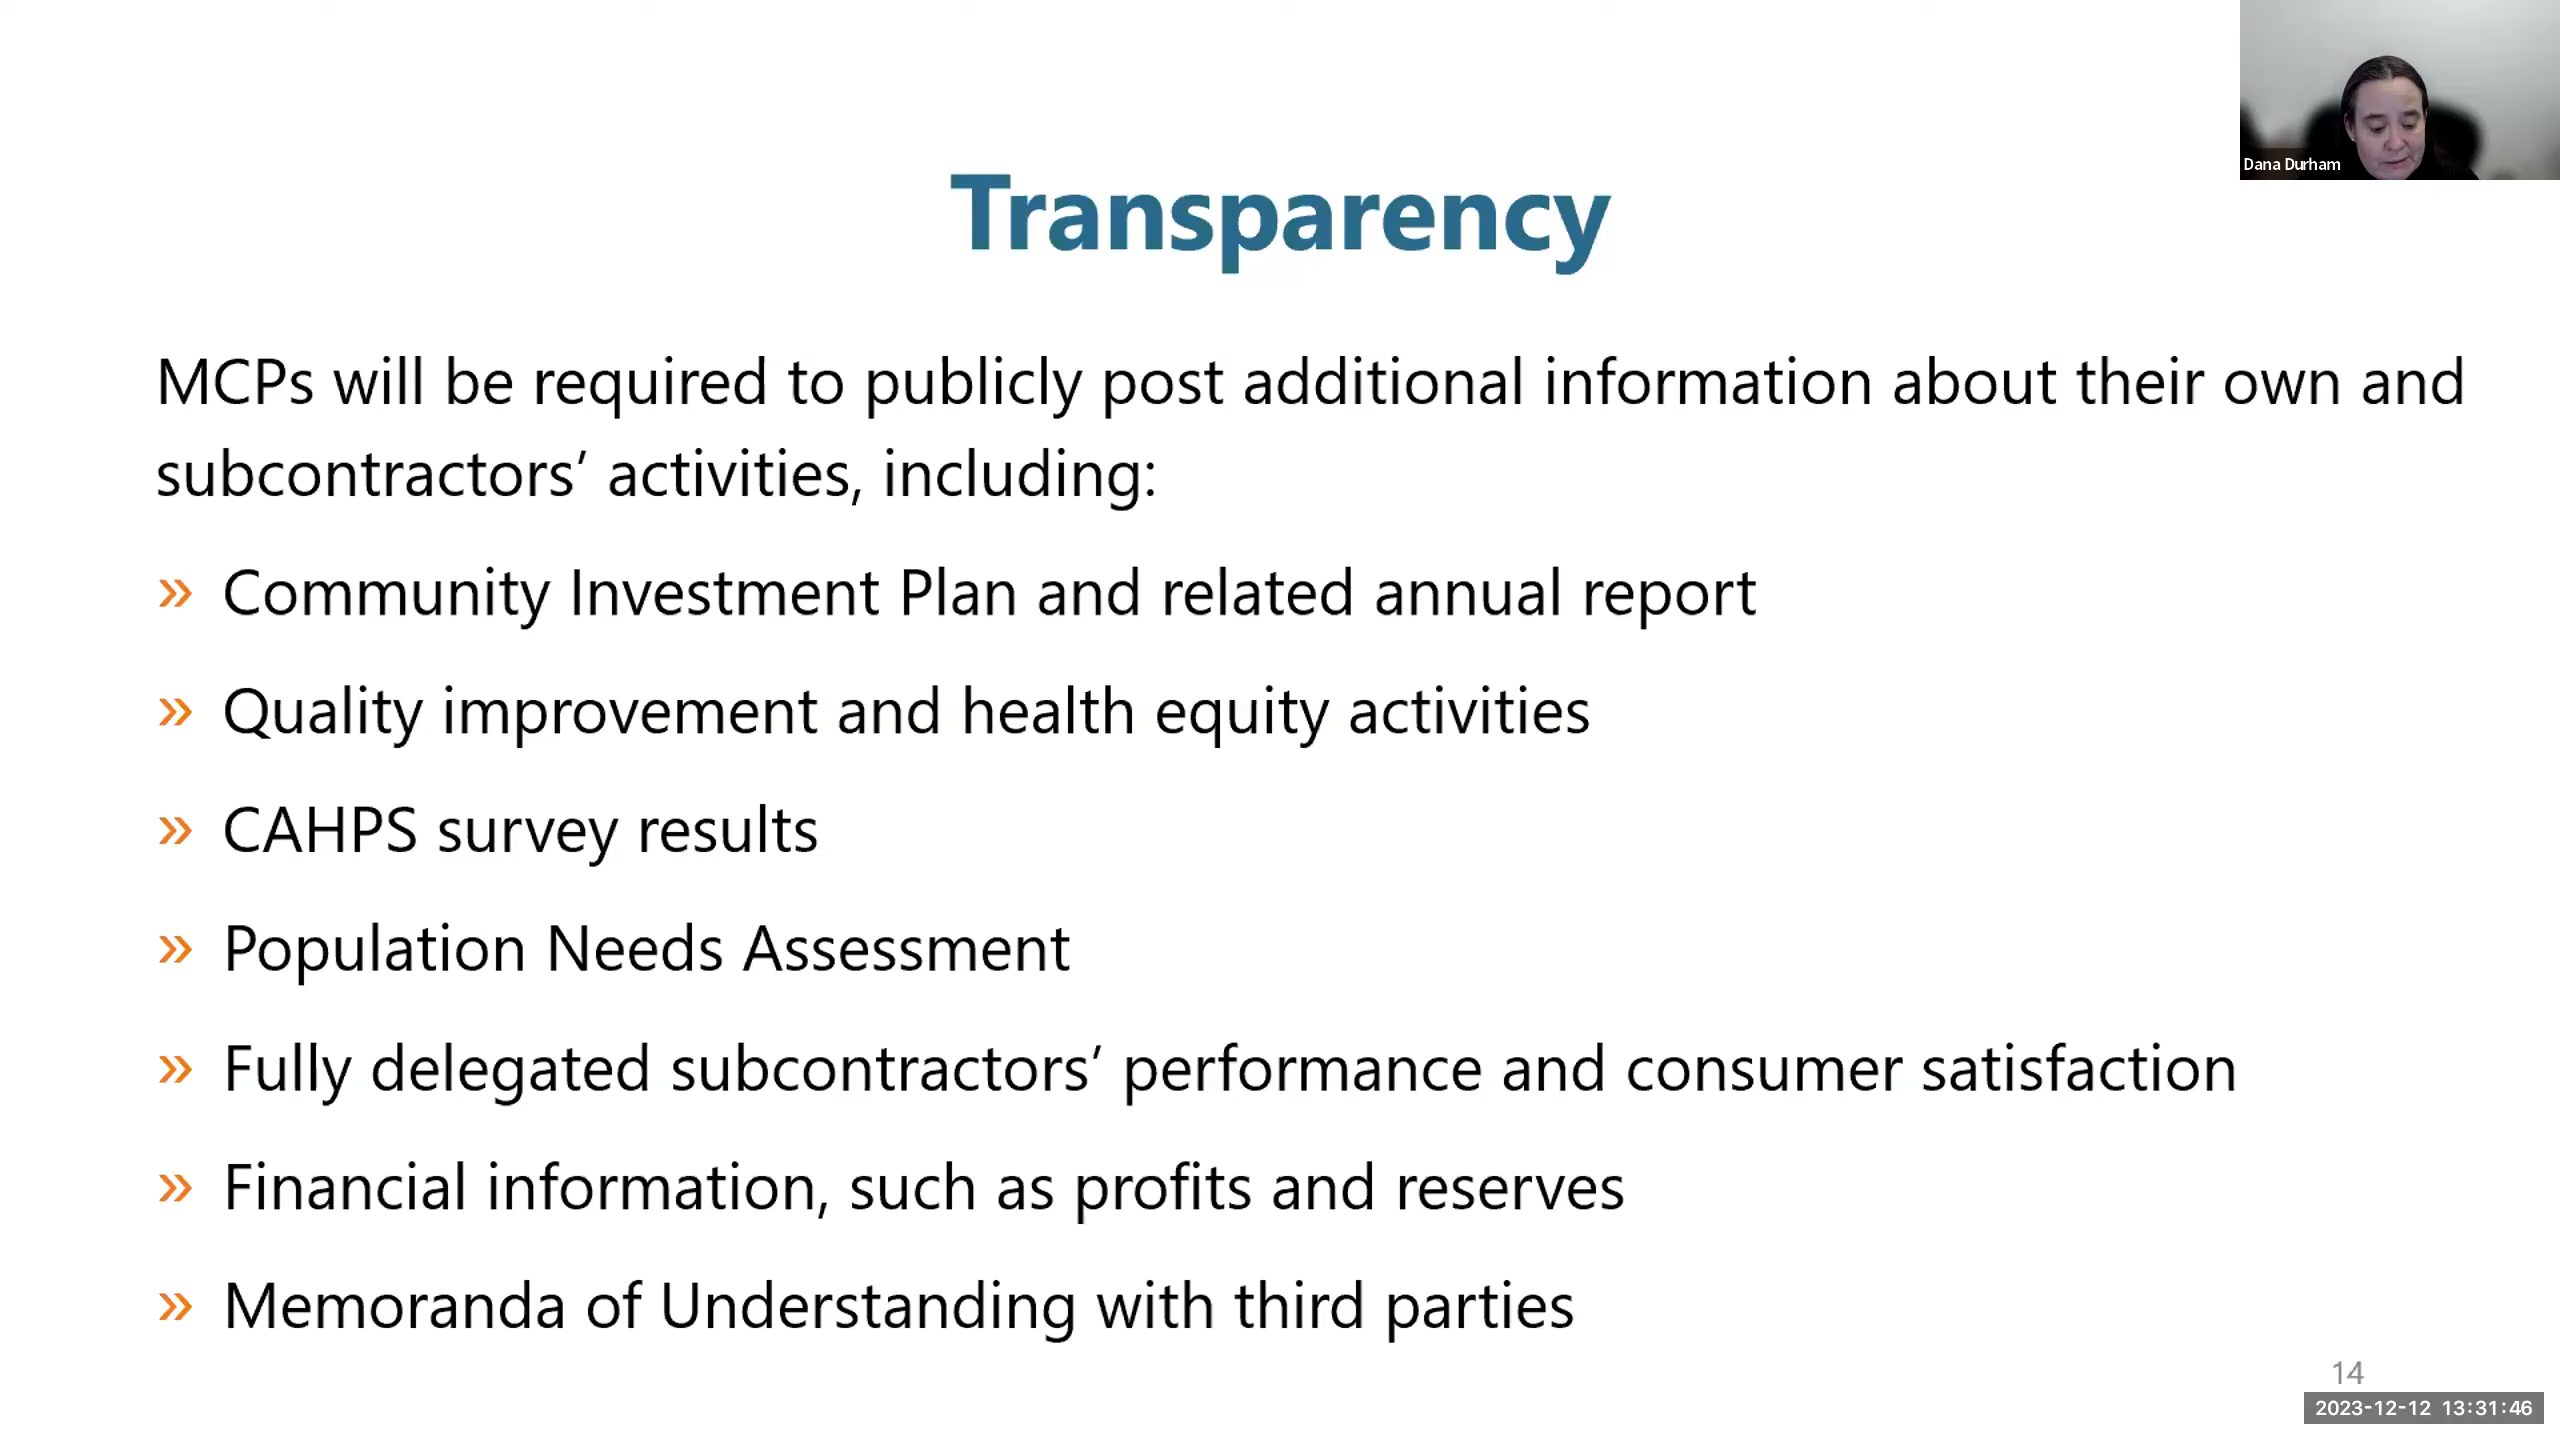 Dana Durham
Transparency
MCPs will be required to publicly post additional information about their own and
subcontractors’ activities, including:
» Community Investment Plan and related annual report
» Quality improvement and health equity activities
» CAHPS survey results
» Population Needs Assessment
» Fully delegated subcontractors’ performance and consumer satisfaction
» Financial information, such as profits and reserves
» Memoranda of Understanding with third parties
14
2023-12-12 13:31:46